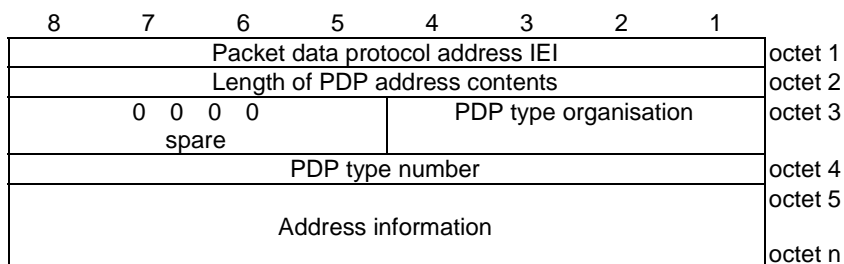 8 7 6 5 4 3 2 1
Packet data protocol address IEI octet 1
Length of PDP address contents octet 2
0 0 0 0 PDP type organisation octet 3
spare
PDP type number octet 4
octet 5
Address information
octet n